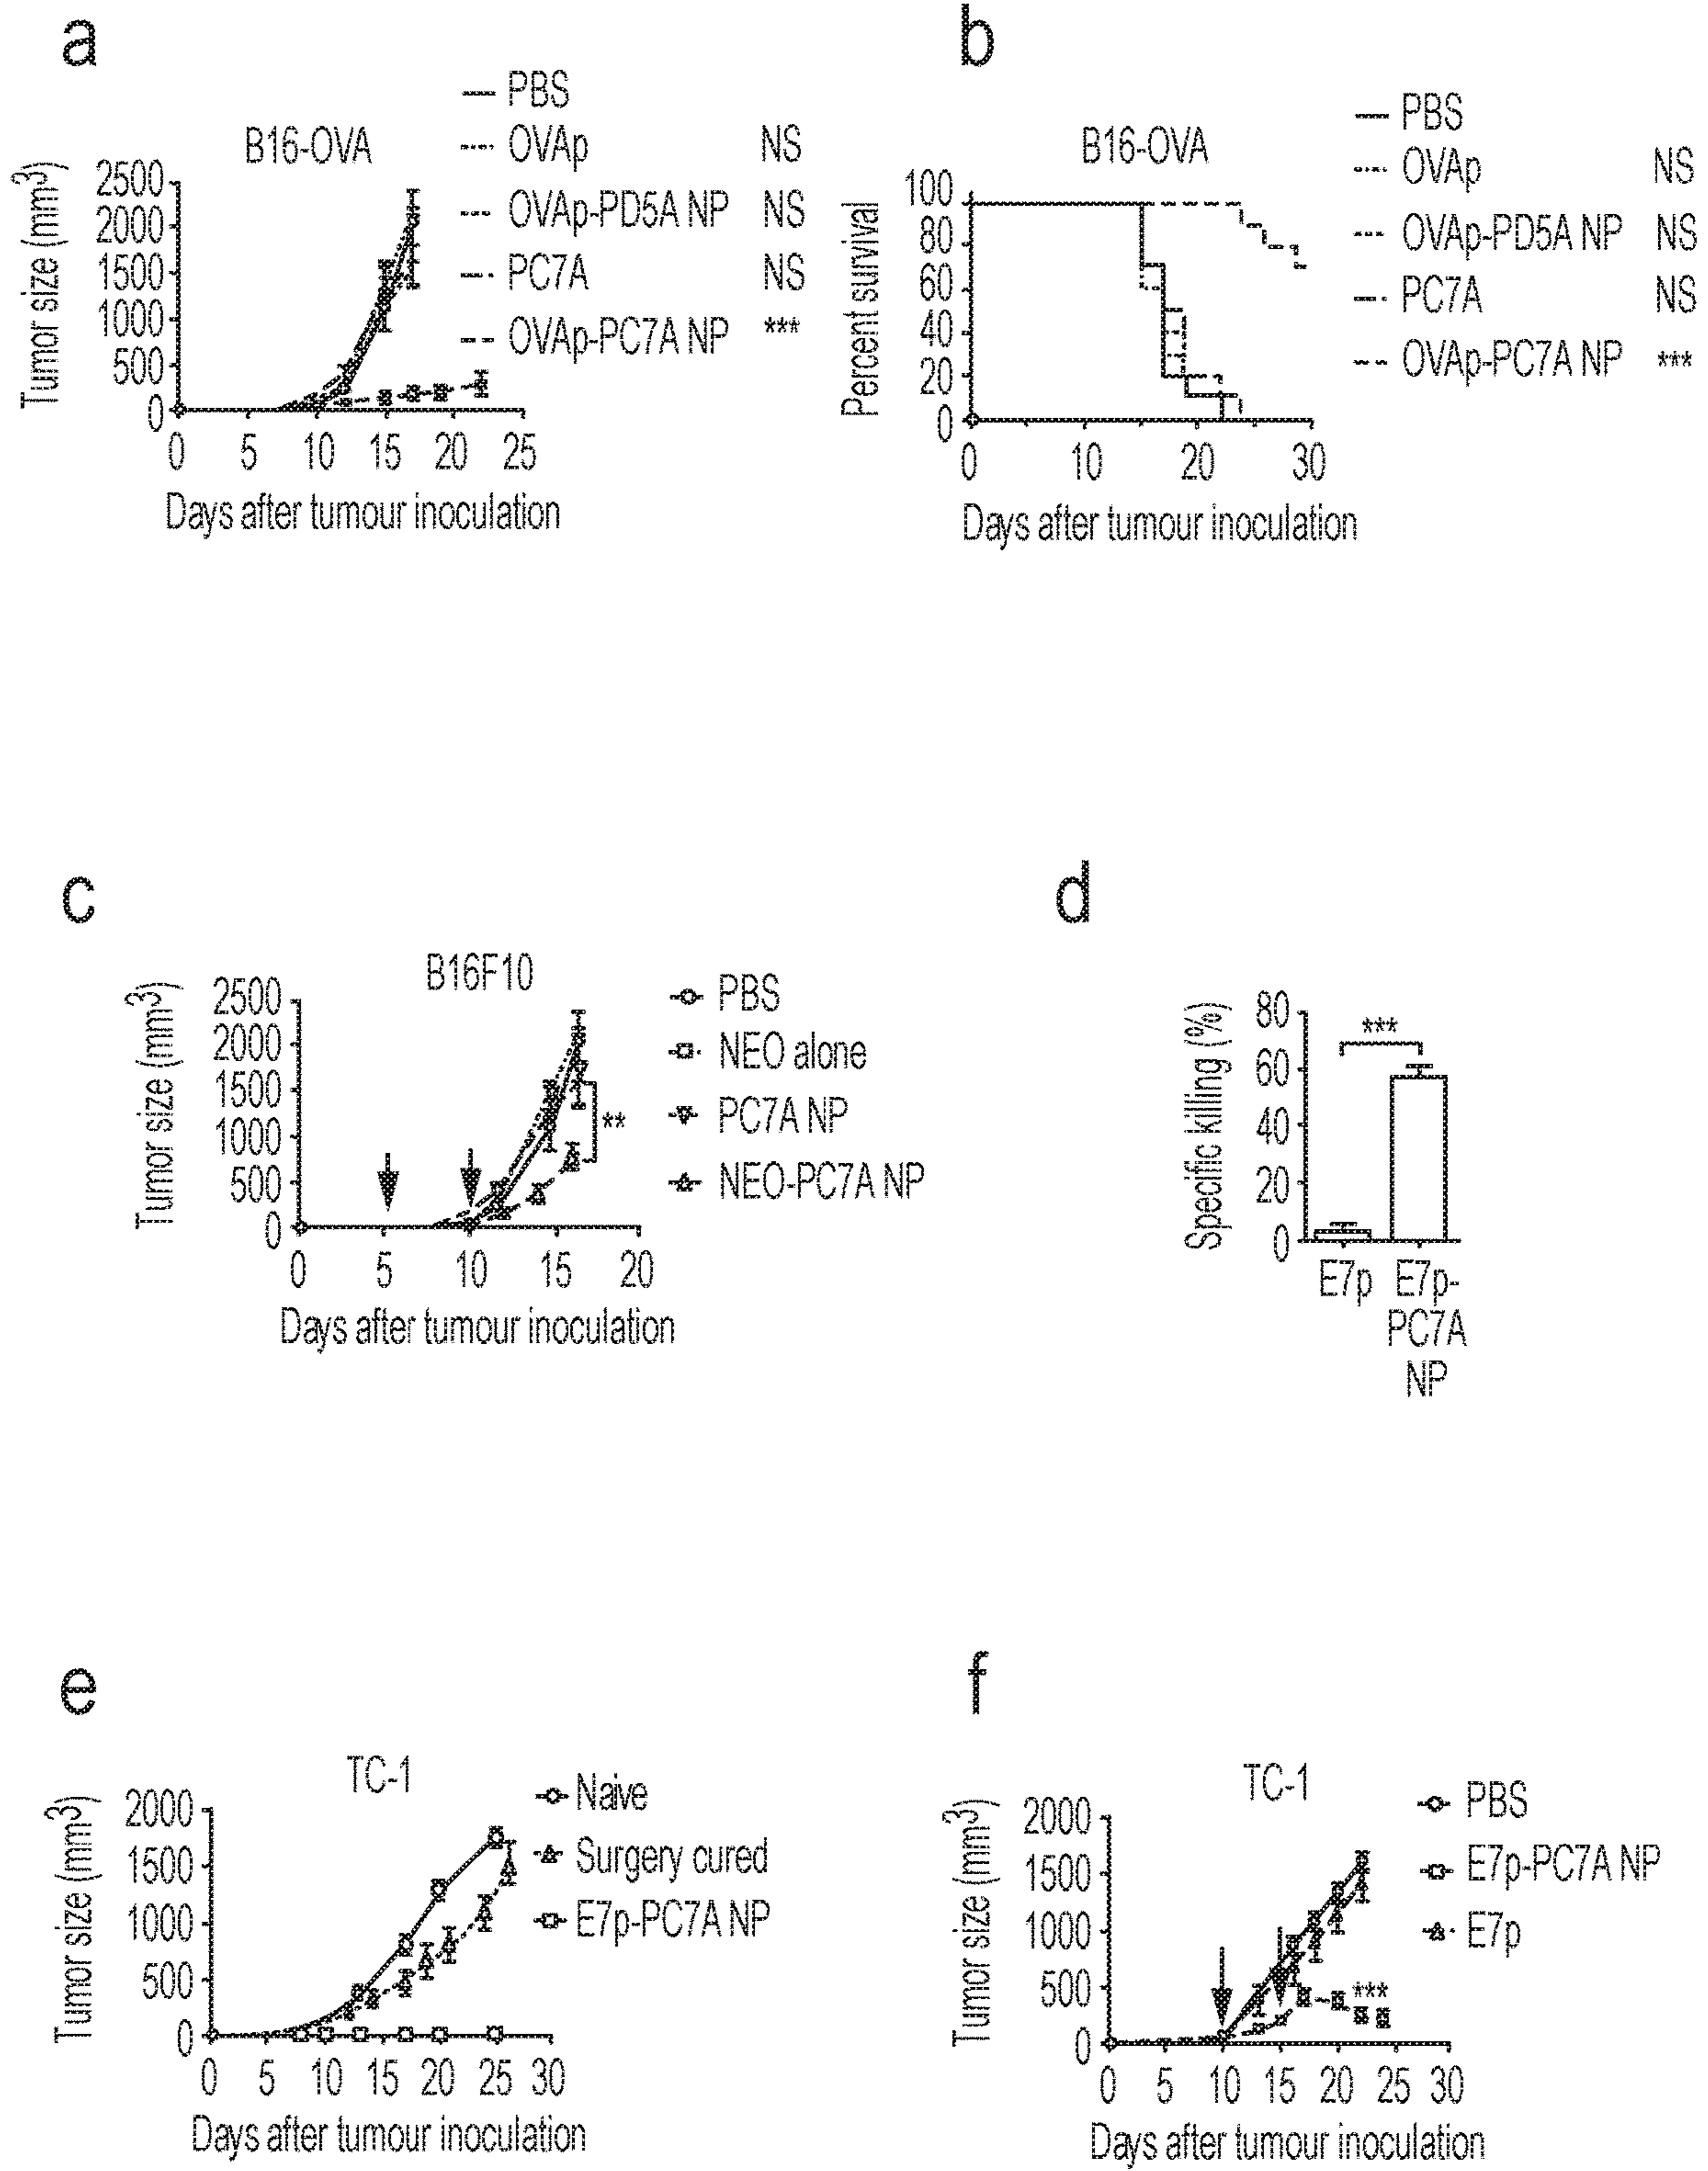 a
B16-OVA
PBS
OVAp NS
OVAp-PD5A NP NS
PC7A NS
OVAp-PC7A NP ***
Tumor size (mm3)
2500
2000
1500
1000
500
0
0 5 10 15 20 25
Days after tumour inoculation
b
B16-OVA
PBS
OVAp NS
OVAp-PD5A NP NS
PC7A NS
OVAp-PC7A NP ***
Percent survival
100
80
60
40
20
0
0 10 20 30
Days after tumour inoculation
c
B16F10
PBS
NEO alone
PC7A NP
NEO-PC7A NP
**
Tumor size (mm3)
2500
2000
1500
1000
500
0
0 5 10 15 20
Days after tumour inoculation
d
Specific killing (%)
80
60
40
20
0
***
E7p E7p-
PC7A
NP
e
TC-1
Naive
Surgery cured
E7p-PC7A NP
Tumor size (mm3)
2000
1500
1000
500
0
0 5 10 15 20 25 30
Days after tumour inoculation
f
TC-1
PBS
E7p-PC7A NP
E7p
***
Tumor size (mm3)
2000
1500
1000
500
0
0 5 10 15 20 25 30
Days after tumour inoculation